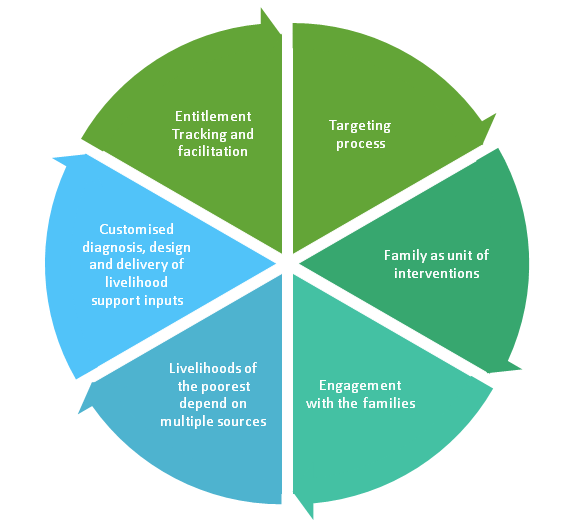 Targeting
process
Family as unit of
interventions
Engagement
with the families
Livelihoods of
the poorest
depend on
multiple sources
Customised
diagnosis, design
and delivery of
livelihood
support inputs
Entitlement
Tracking and
facilitation